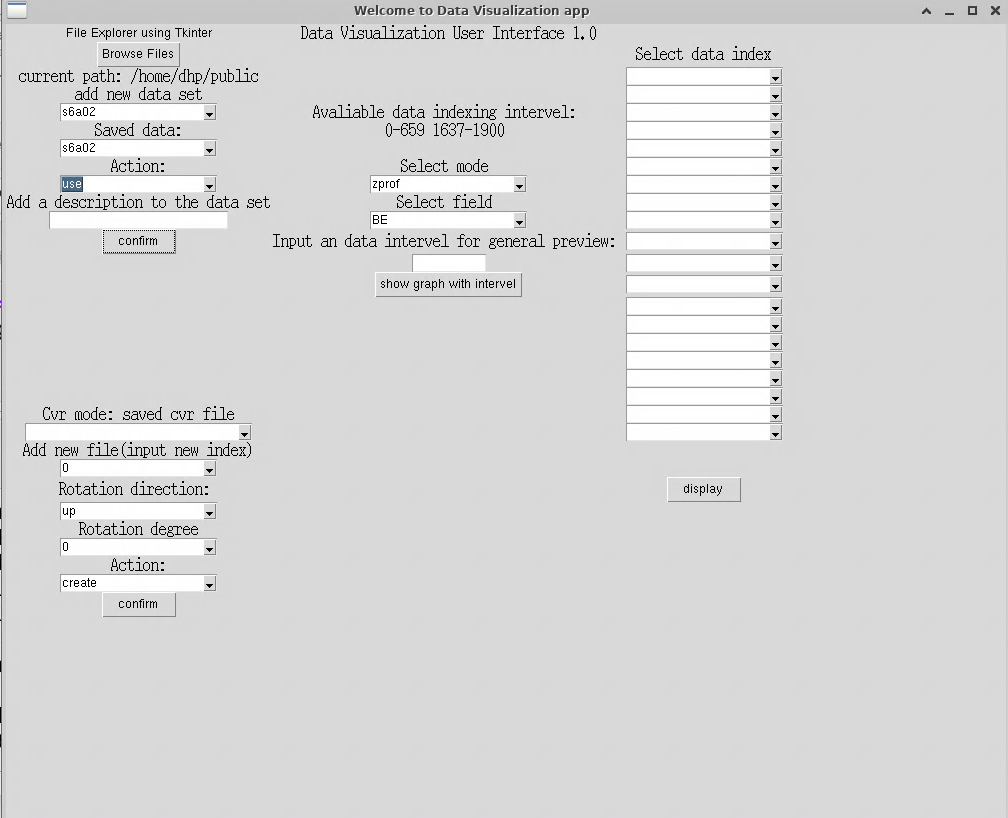 Welcome to Data Visualization app
File Explorer using Tkinter
Browse Files
current path: /home/dhp/public
add new data set
s6a02
Saved data:
s6a02
Action:
use
Add a description to the data set
confirm
Cvr mode: saved cvr file
Add new file(input new index)
0
Rotation direction:
up
Rotation degree
0
Action:
create
confirm
Data Visualization User Interface 1.0
Avaliable data indexing intervel:
0-659 1637-1900
Select mode
zprof
Select field
BE
Input an data intervel for general preview:
show graph with intervel
Select data index
display